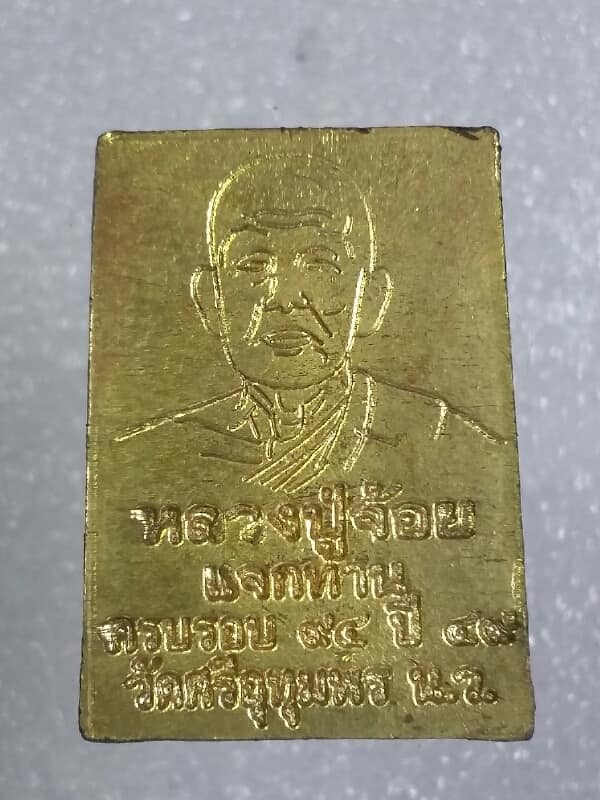 หลวงปู่จ้อย
แจกทาน
ครบรอบ ๙๔ ปี ๔๙
วัดศรีอุทุมพร น.ว.